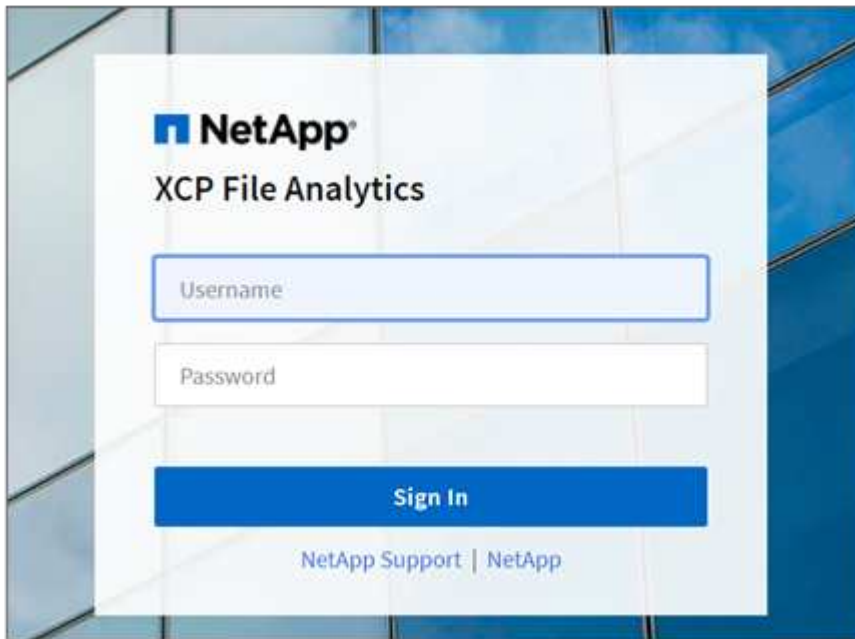 NetApp®
XCP File Analytics
Username
Password
Sign In
NetApp Support | NetApp